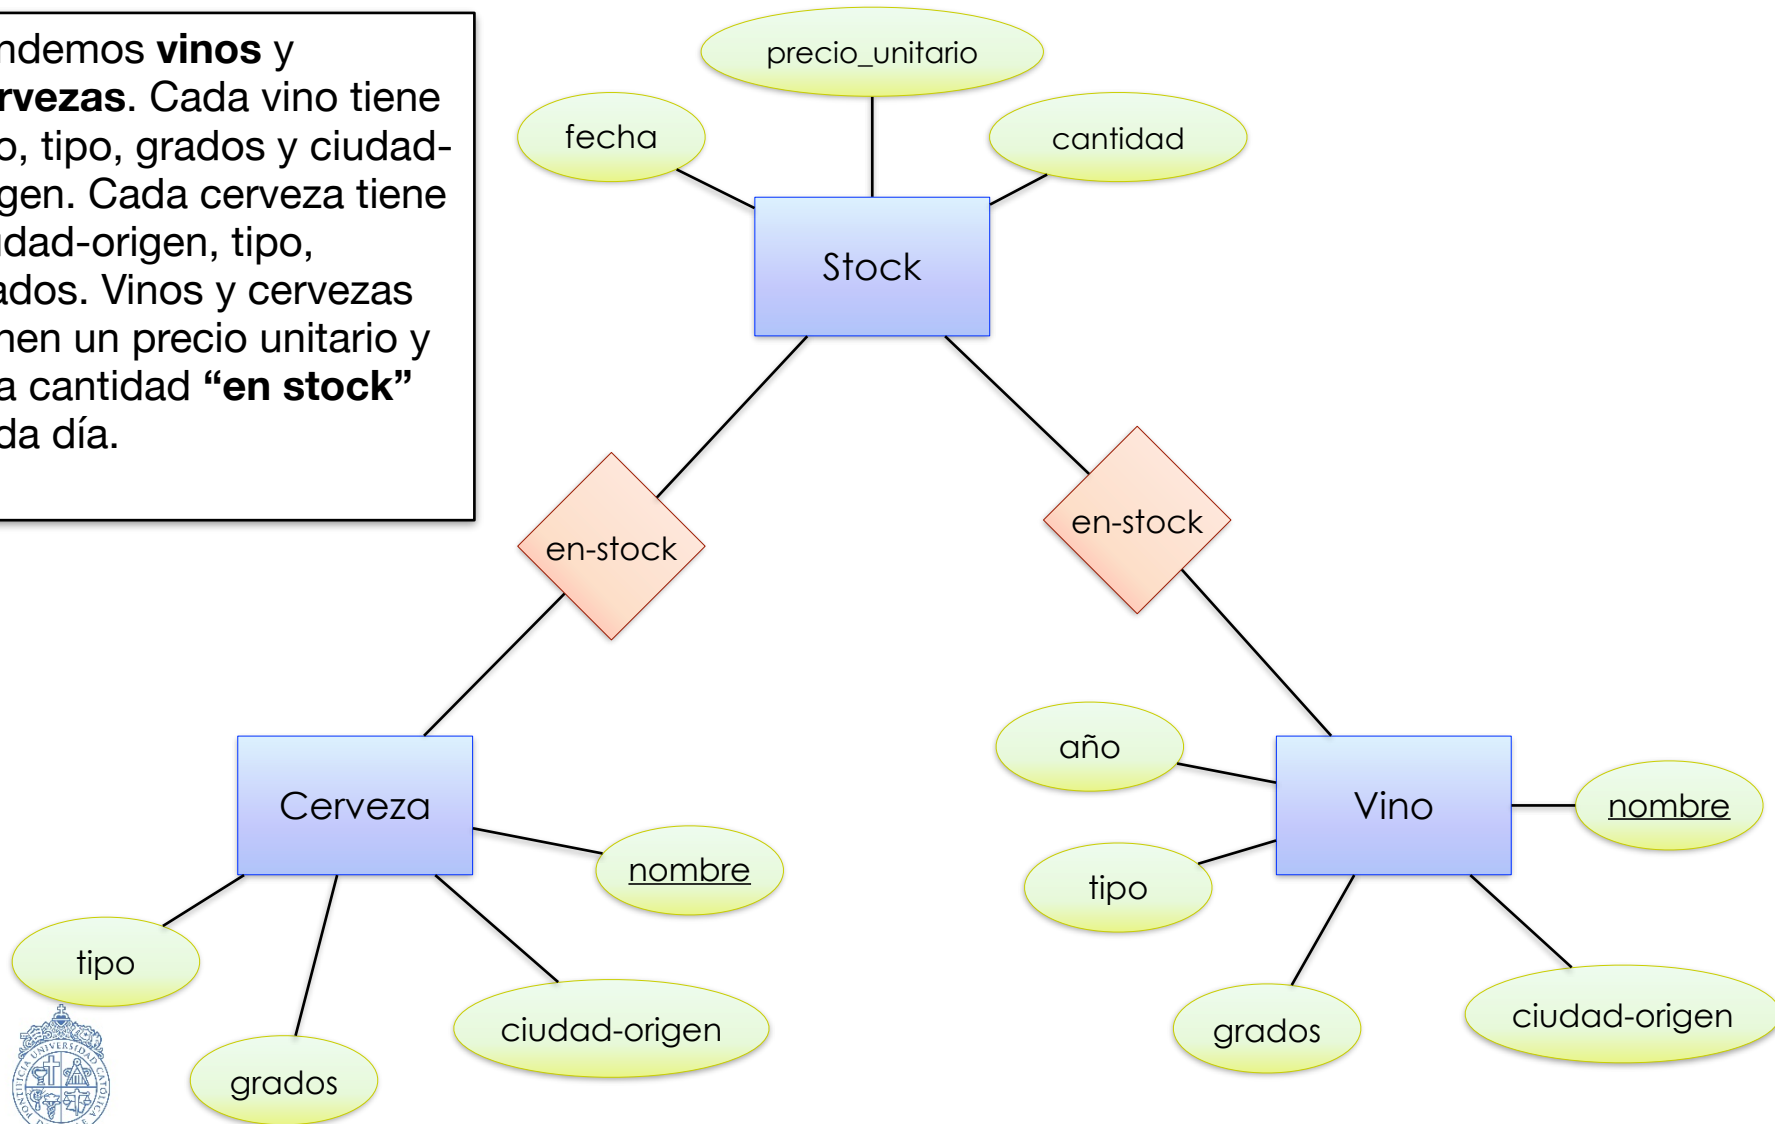 ndemos vinos y
rvezas. Cada vino tiene
o, tipo, grados y ciudad-
gen. Cada cerveza tiene
udad-origen, tipo,
ados. Vinos y cervezas
nen un precio unitario y
a cantidad “en stock”
da día.
precio_unitario
fecha
cantidad
Stock
en-stock
en-stock
año
Cerveza
Vino
nombre
nombre
tipo
tipo
ciudad-origen
ciudad-origen
grados
grados